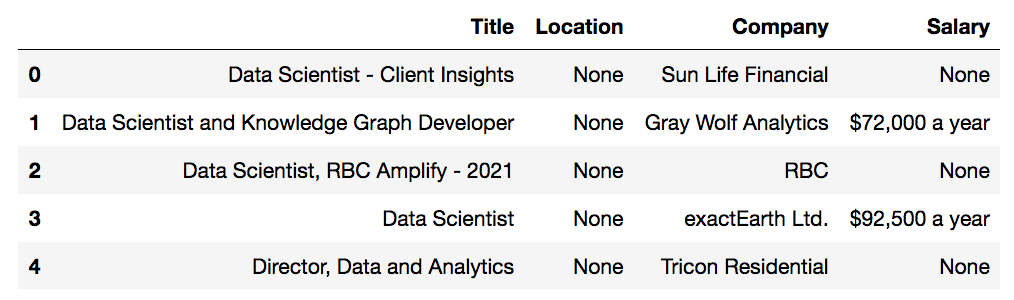 Title Location Company Salary
0 Data Scientist - Client Insights None Sun Life Financial None
1 Data Scientist and Knowledge Graph Developer None Gray Wolf Analytics $72,000 a year
2 Data Scientist, RBC Amplify - 2021 None RBC None
3 Data Scientist None exactEarth Ltd. $92,500 a year
4 Director, Data and Analytics None Tricon Residential None